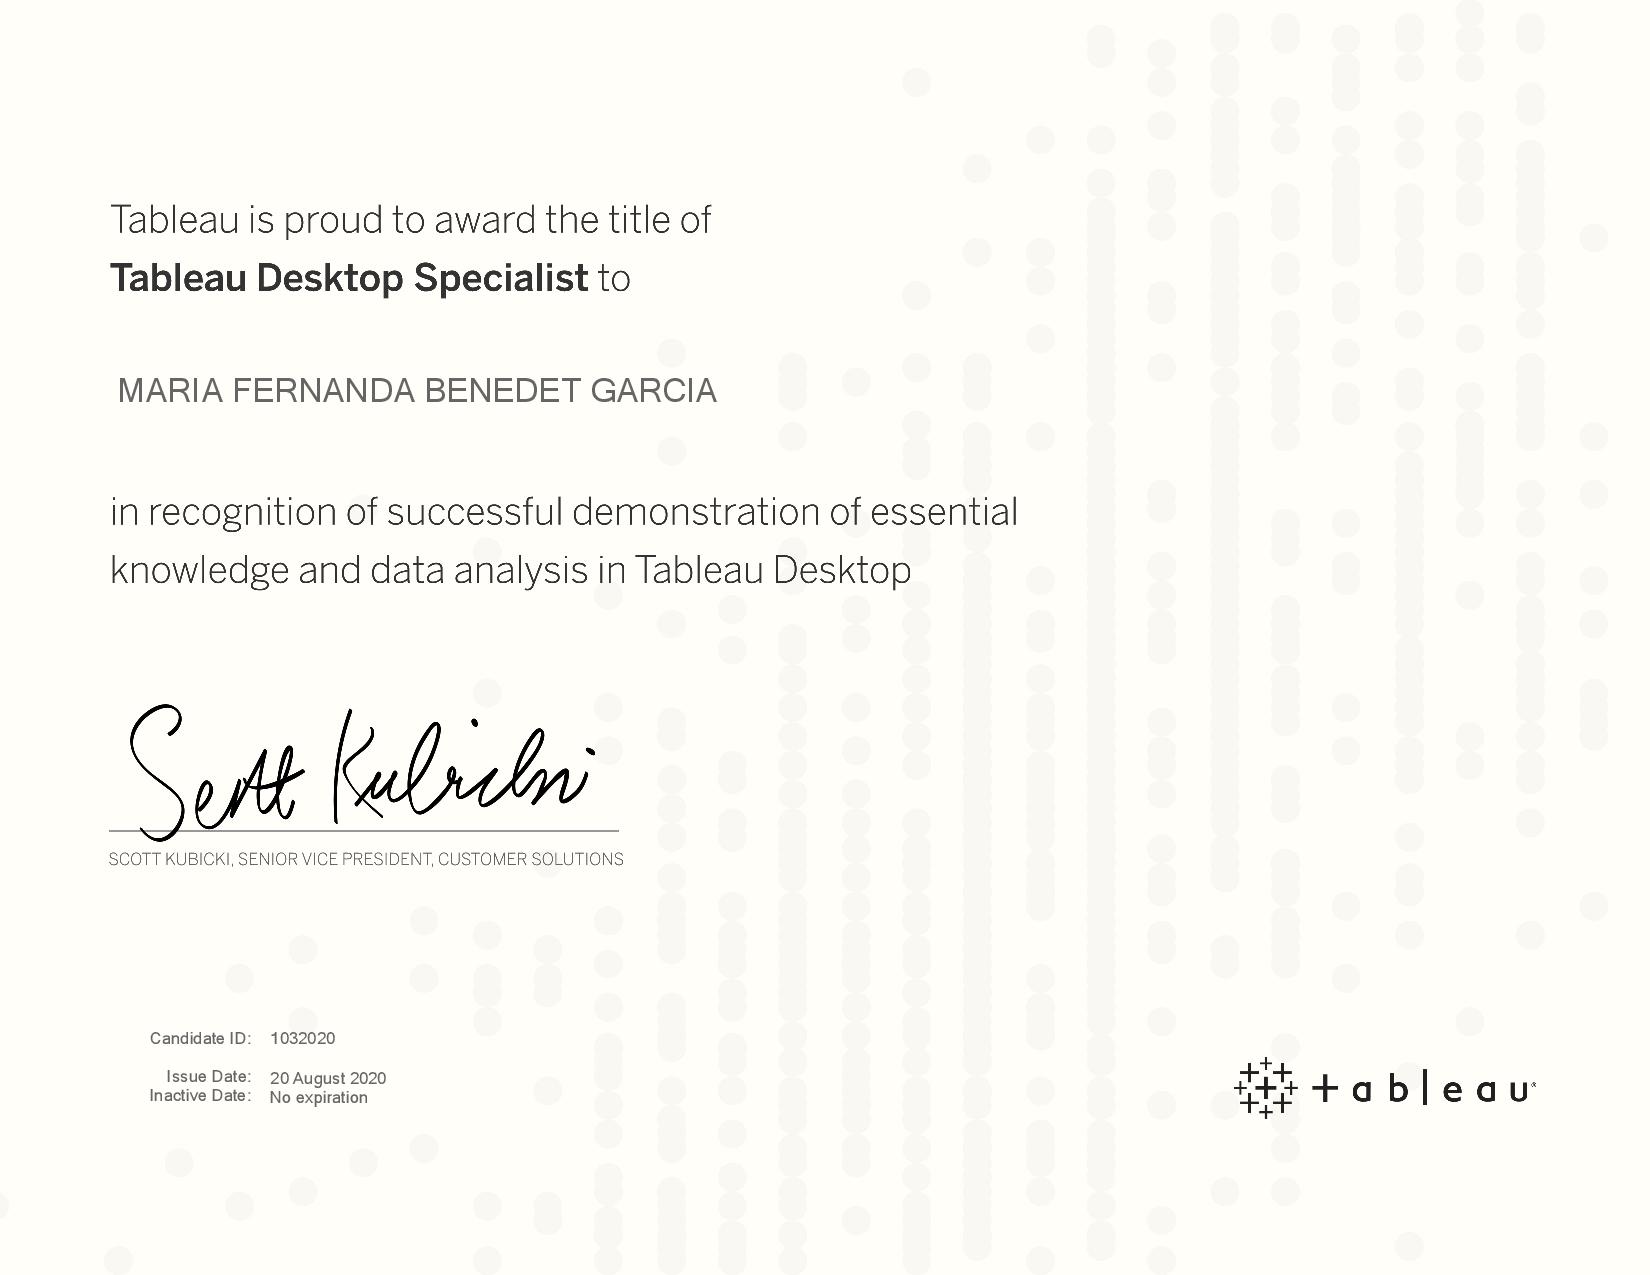 Tableau is proud to award the title of
Tableau Desktop Specialist to
MARIA FERNANDA BENEDET GARCIA
in recognition of successful demonstration of essential
knowledge and data analysis in Tableau Desktop
Scott Kubicki
SCOTT KUBICKI, SENIOR VICE PRESIDENT, CUSTOMER SOLUTIONS
Candidate ID: 1032020
Issue Date: 20 August 2020
Inactive Date: No expiration
+ableau®